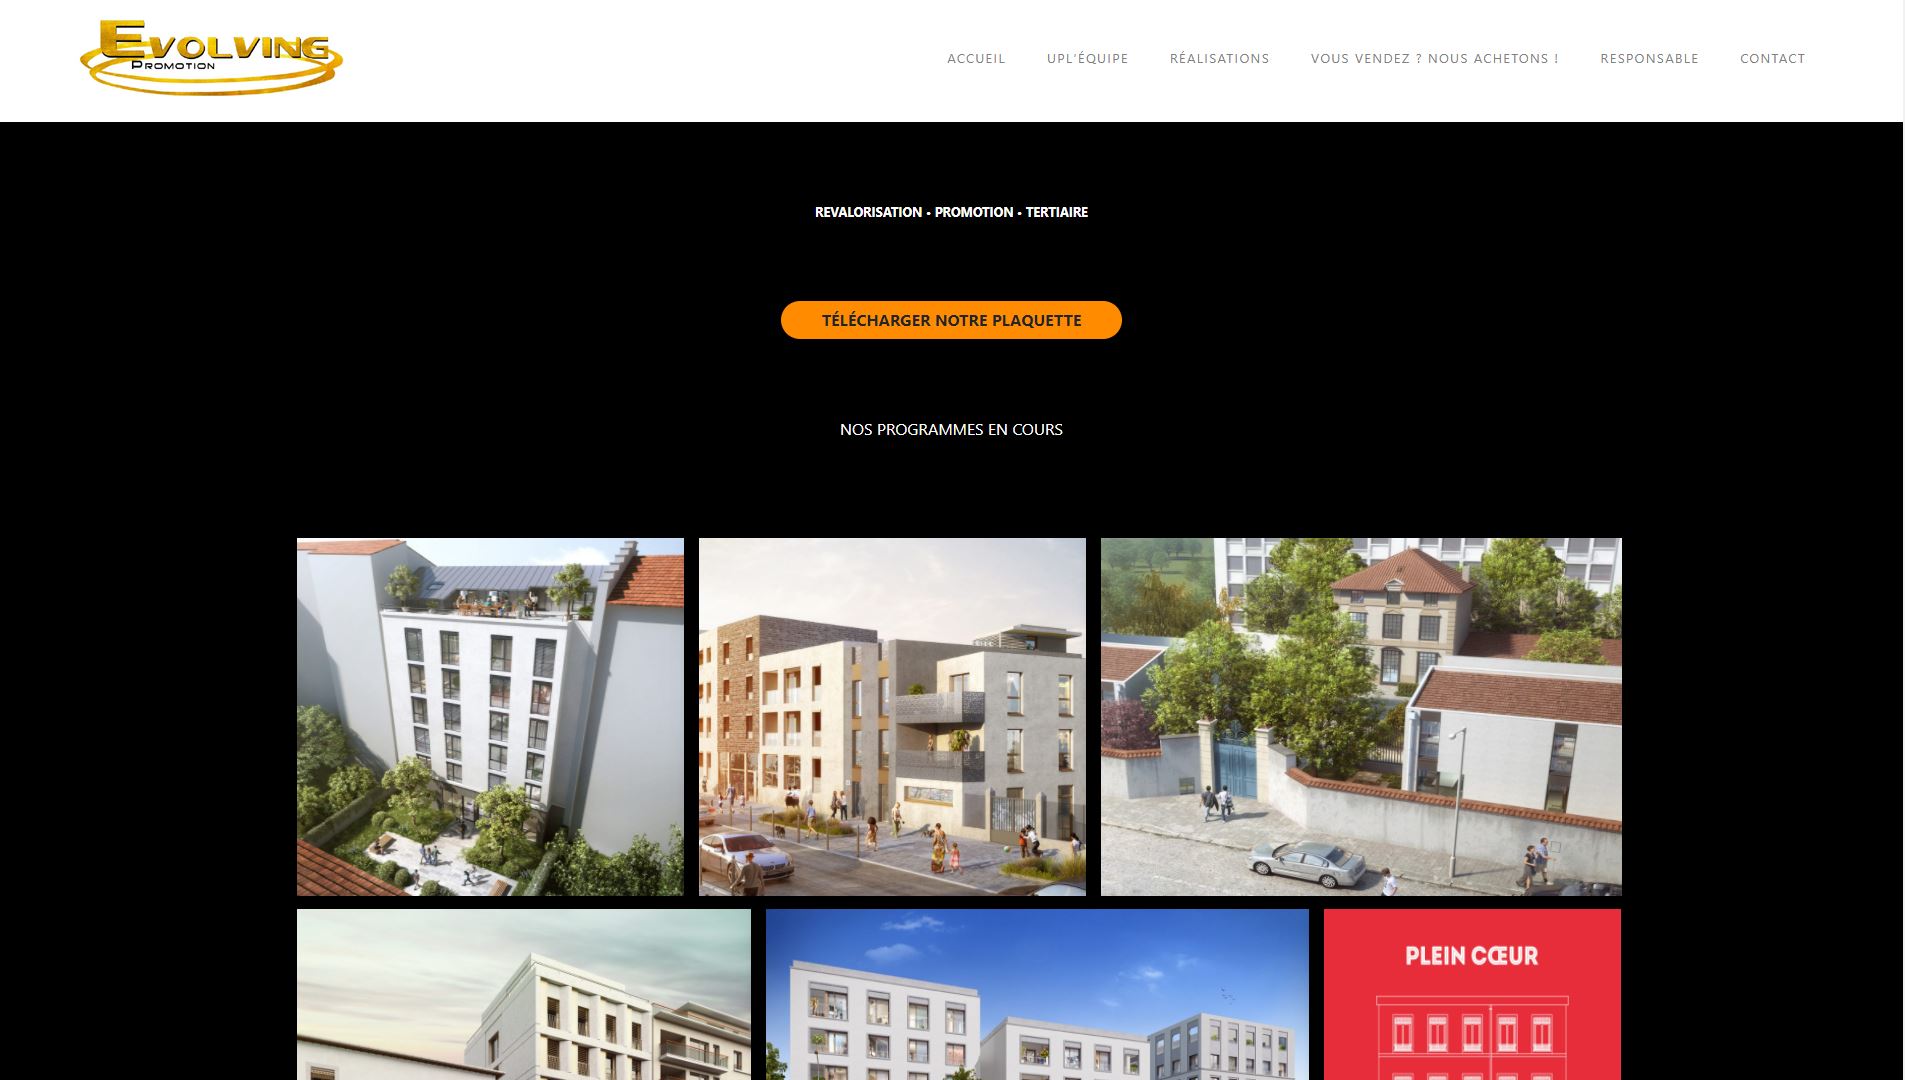 EVOLVING
PROMOTION
ACCUEIL
UPL'ÉQUIPE
RÉALISATIONS
VOUS VENDEZ ? NOUS ACHETONS !
RESPONSABLE
CONTACT
REVALORISATION • PROMOTION • TERTIAIRE
TÉLÉCHARGER NOTRE PLAQUETTE
NOS PROGRAMMES EN COURS
PLEIN CŒUR